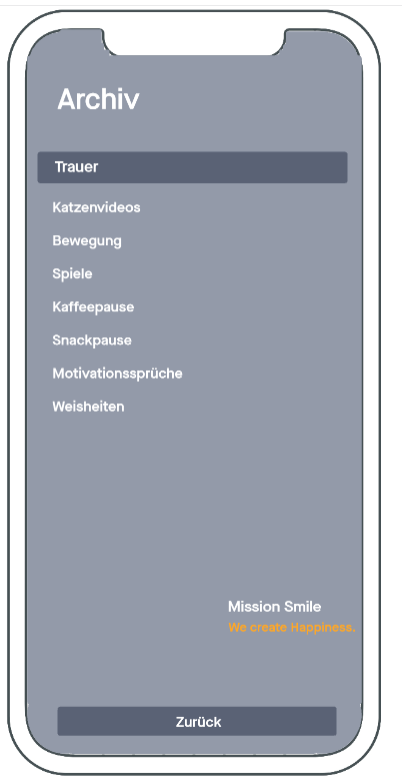 Archiv
Trauer
Katzenvideos
Bewegung
Spiele
Kaffeepause
Snackpause
Motivationssprüche
Weisheiten
Mission Smile
We create Happiness.
Zurück